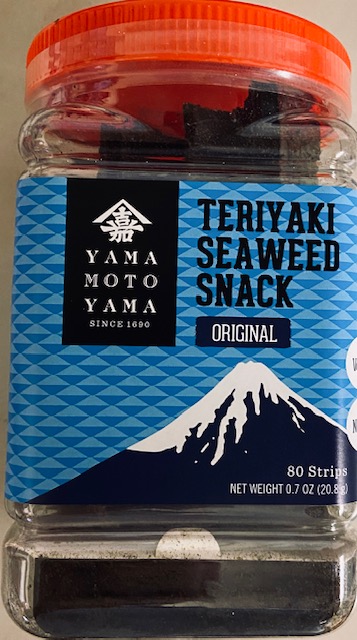 嘉
YAMA
MOTO
YAMA
SINCE 1690
TERIYAKI
SEAWEED
SNACK
ORIGINAL
80 Strips
NET WEIGHT 0.7 OZ (20.8g)